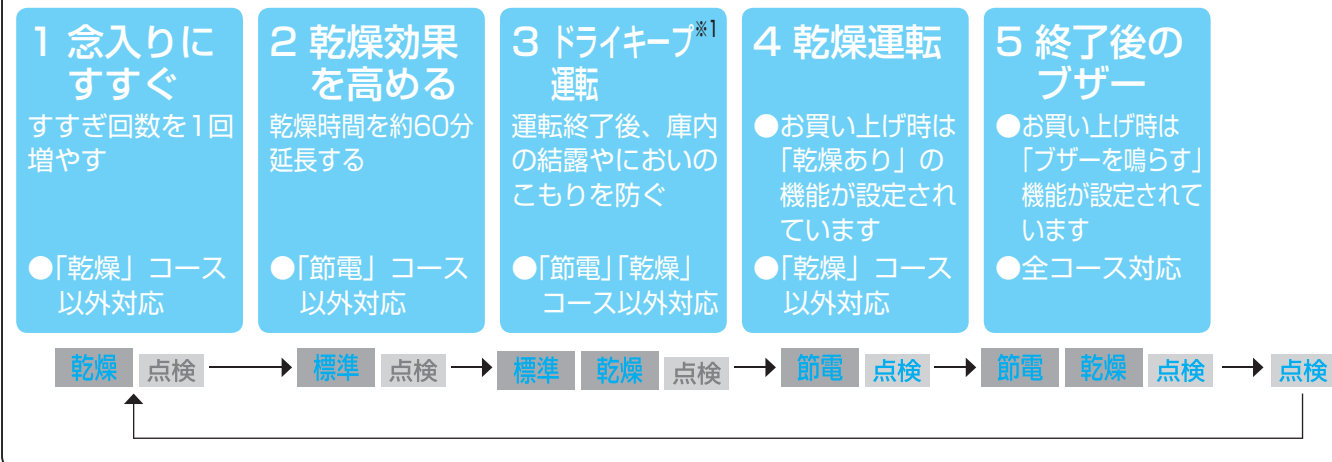 1 念入りに
すすぐ
すすぎ回数を1回
増やす
●「乾燥」コース
以外対応
2 乾燥効果
を高める
乾燥時間を約60分
延長する
●「節電」コース
以外対応
3 ドライキープ※1
運転
運転終了後、庫内
の結露やにおいの
こもりを防ぐ
●「節電」「乾燥」
コース以外対応
4 乾燥運転
●お買い上げ時は
「乾燥あり」の
機能が設定され
ています
●「乾燥」コース
以外対応
5 終了後の
ブザー
●お買い上げ時は
「ブザーを鳴らす」
機能が設定されて
います
●全コース対応
乾燥 点検 標準 点検 標準 乾燥 点検 節電 点検 節電 乾燥 点検 点検